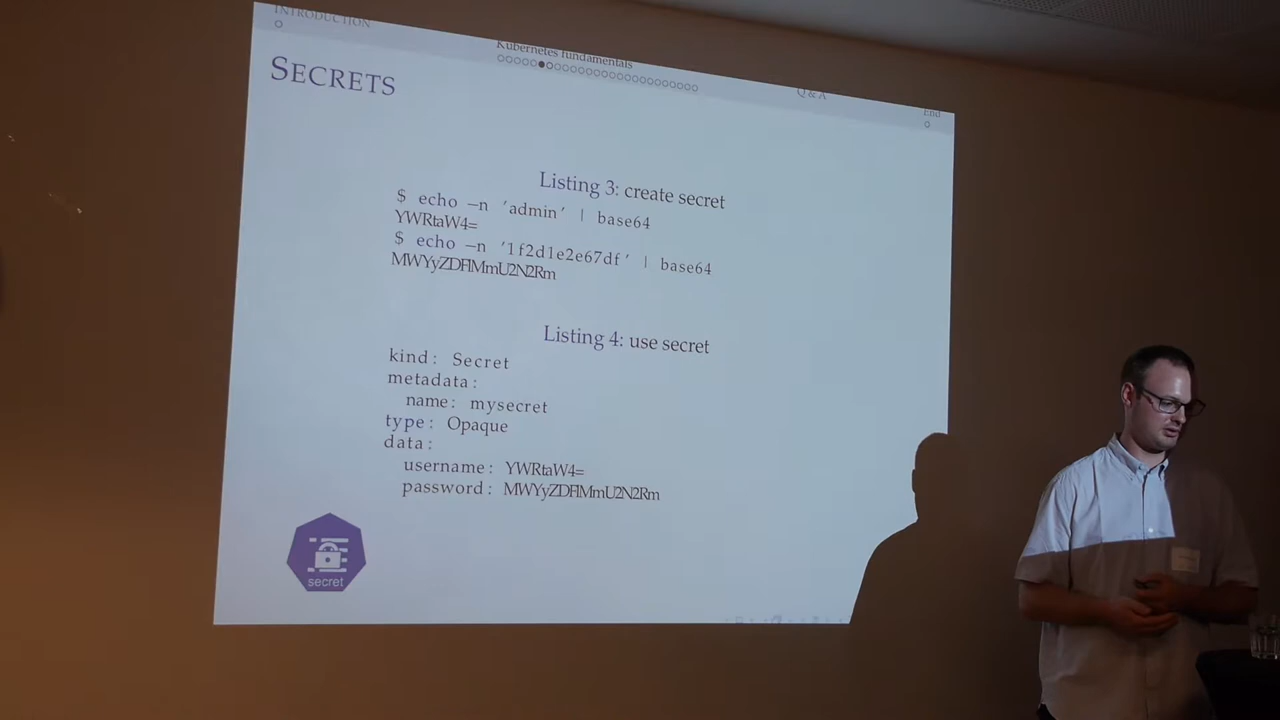 INTRODUCTION
Kubernetes fundamentals
Q & A
End
SECRETS
Listing 3: create secret
$ echo –n 'admin' | base64
YWRtaW4=
$ echo –n '1f2d1e2e67df' | base64
MWYyZDFlMmU2N2Rm
Listing 4: use secret
kind: Secret
metadata:
name: mysecret
type: Opaque
data:
username: YWRtaW4=
password: MWYyZDFlMmU2N2Rm
secret